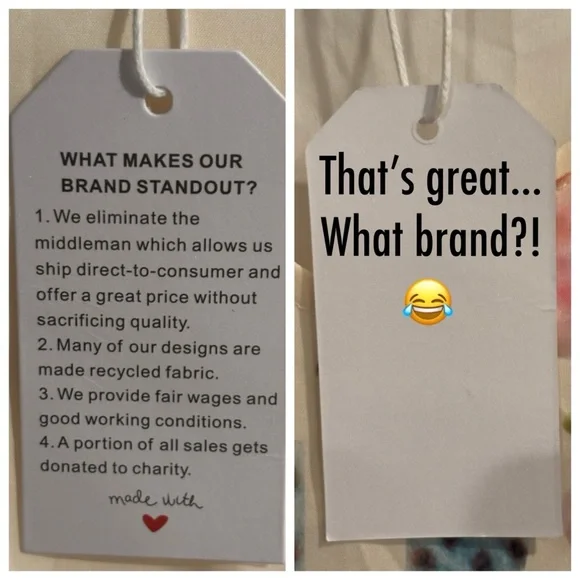 WHAT MAKES OUR
BRAND STANDOUT?
1. We eliminate the
middleman which allows us
ship direct-to-consumer and
offer a great price without
sacrificing quality.
2. Many of our designs are
made recycled fabric.
3. We provide fair wages and
good working conditions.
4. A portion of all sales gets
donated to charity.
made with
That's great...
What brand?!